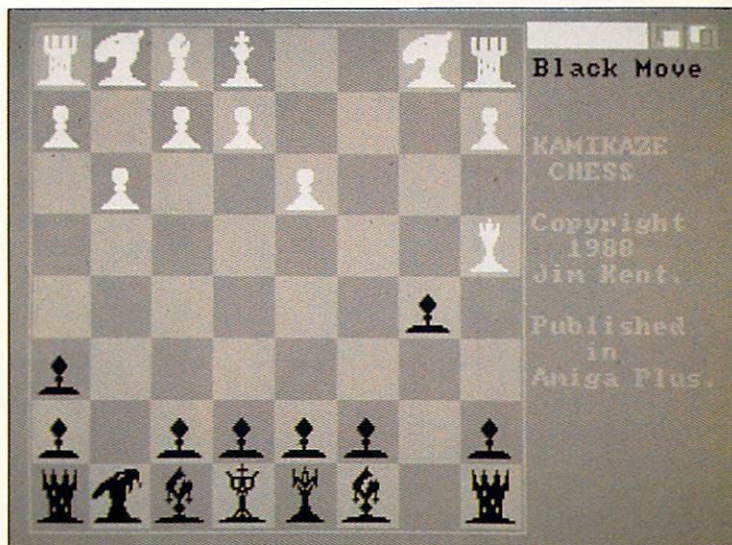 Black Move
KAMIKAZE
CHESS
Copyright
1988
Jim Kent.
Published
in
Amiga Plus.